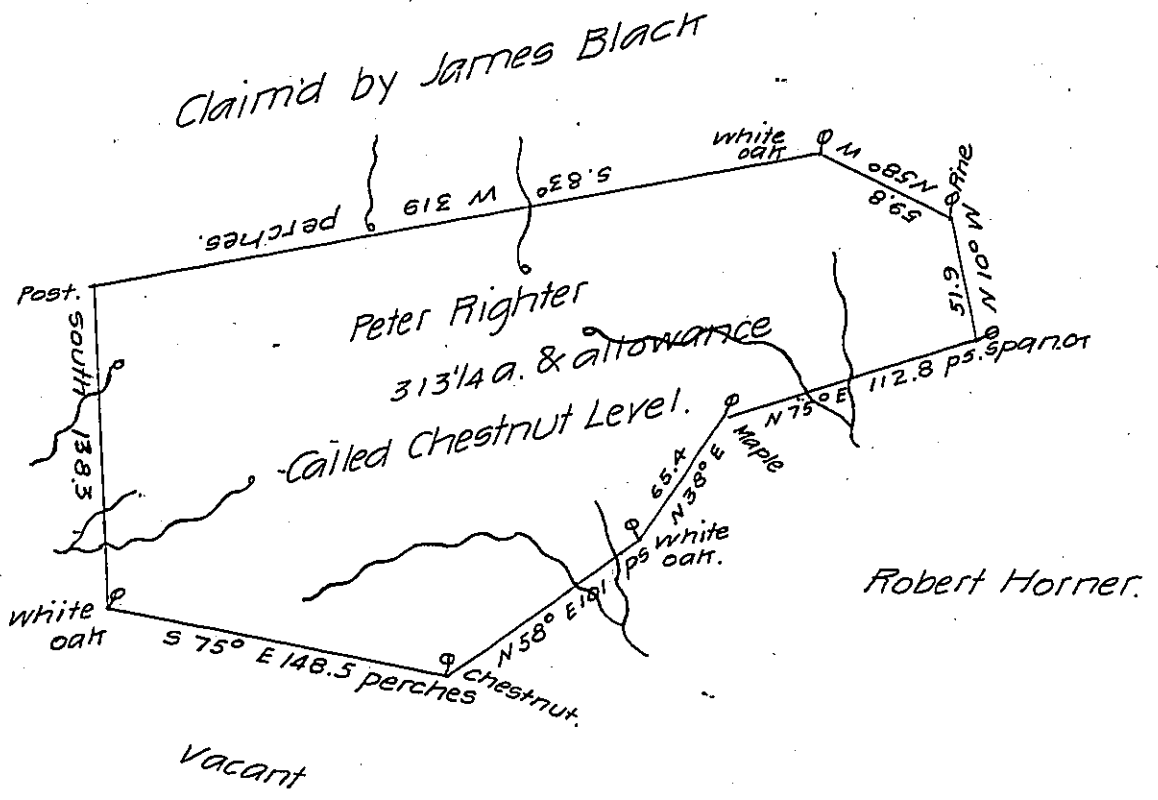 Claim'd by James Black
white
oak
N 58° W
59.8
Pine
N 10° W
51.9
S. 83° W 319 perches.
Post.
South 138.3
Peter Righter
313 1/4 a. & allowance
Called Chestnut Level.
N 75° E 112.8 ps. span. o
Maple
65.4
N 38° E
white
oak.
N 58° E 101 ps
Robert Horner.
white
oak
S 75° E 148.5 perches
chestnut.
Vacant